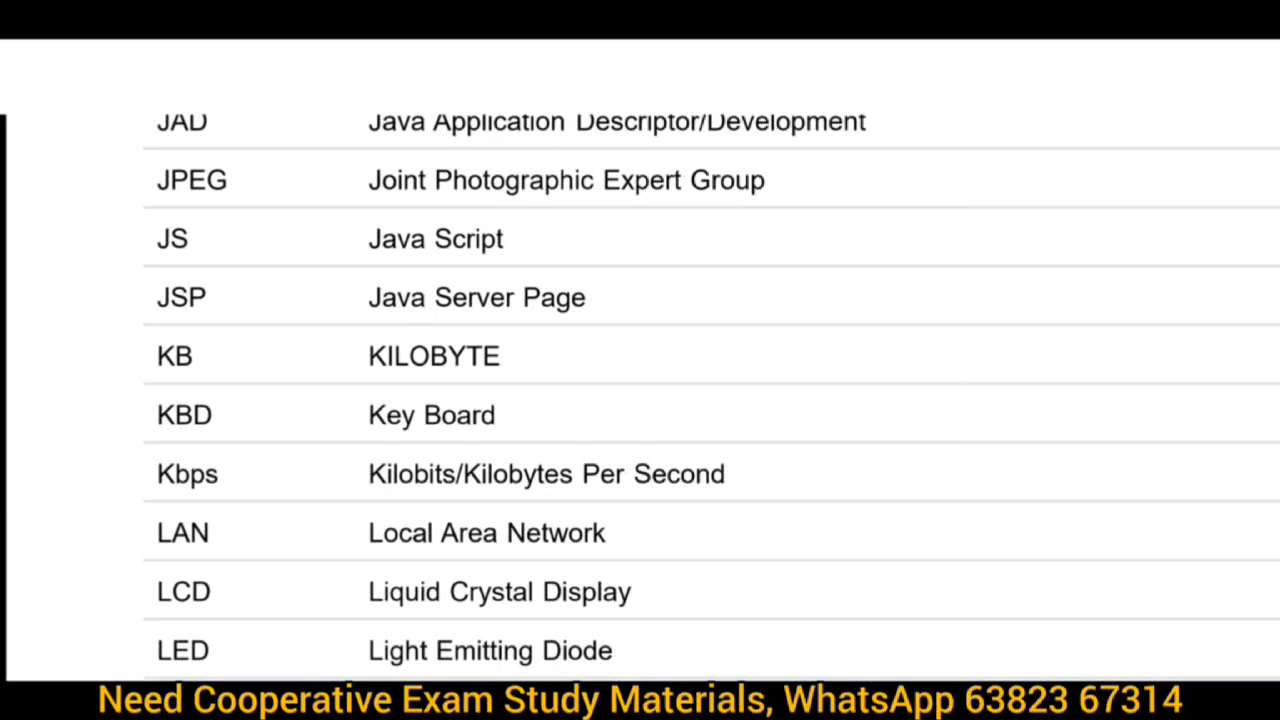 JAD Java Application Descriptor/Development
JPEG Joint Photographic Expert Group
JS Java Script
JSP Java Server Page
KB KILOBYTE
KBD Key Board
Kbps Kilobits/Kilobytes Per Second
LAN Local Area Network
LCD Liquid Crystal Display
LED Light Emitting Diode
Need Cooperative Exam Study Materials, WhatsApp 63823 67314